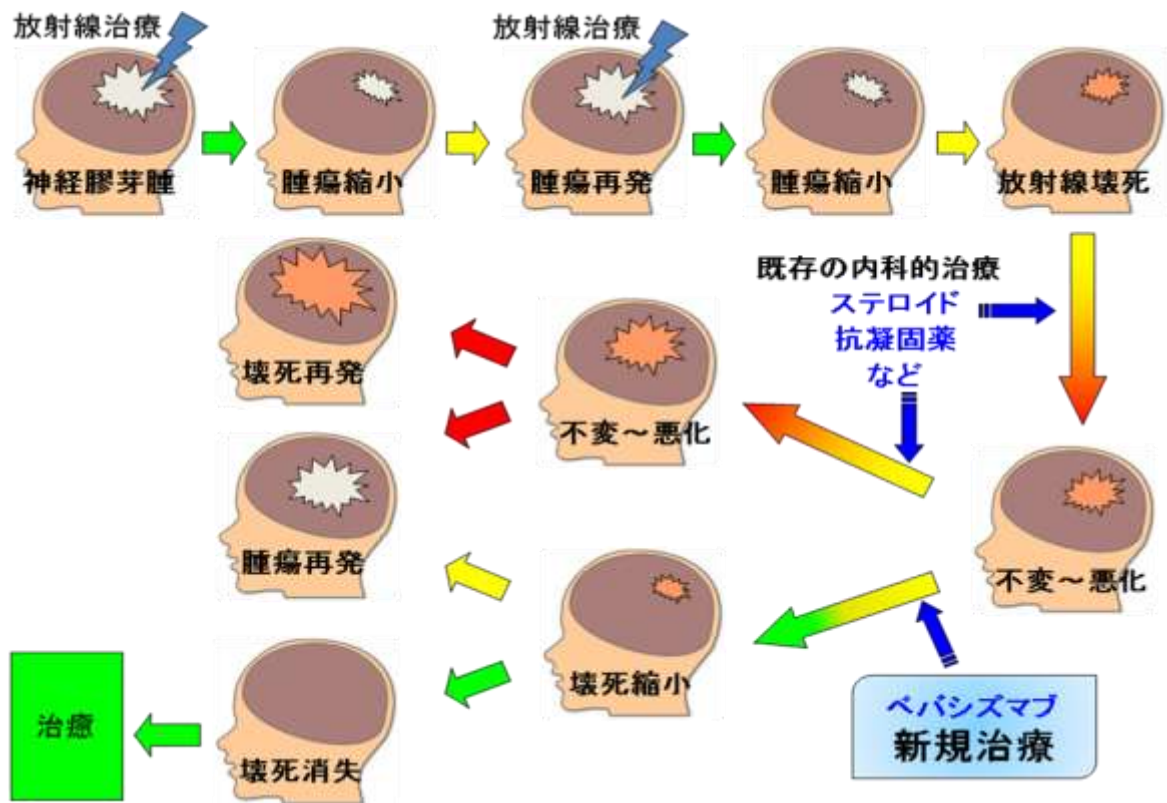 放射線治療
放射線治療
神経膠芽腫
腫瘍縮小
腫瘍再発
腫瘍縮小
放射線壊死
既存の内科的治療
ステロイド
抗凝固薬
など
壊死再発
不変～悪化
腫瘍再発
不変～悪化
壊死縮小
治癒
壊死消失
ベバシズマブ
新規治療